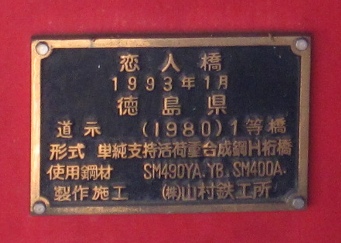 恋人橋
1993年1月
徳島県
道示 (1980)1等橋
形式 単純支持活荷重合成鋼H桁橋
使用鋼材 SM490YA.YB,SM400A.
製作施工 (株)山村鉄工所